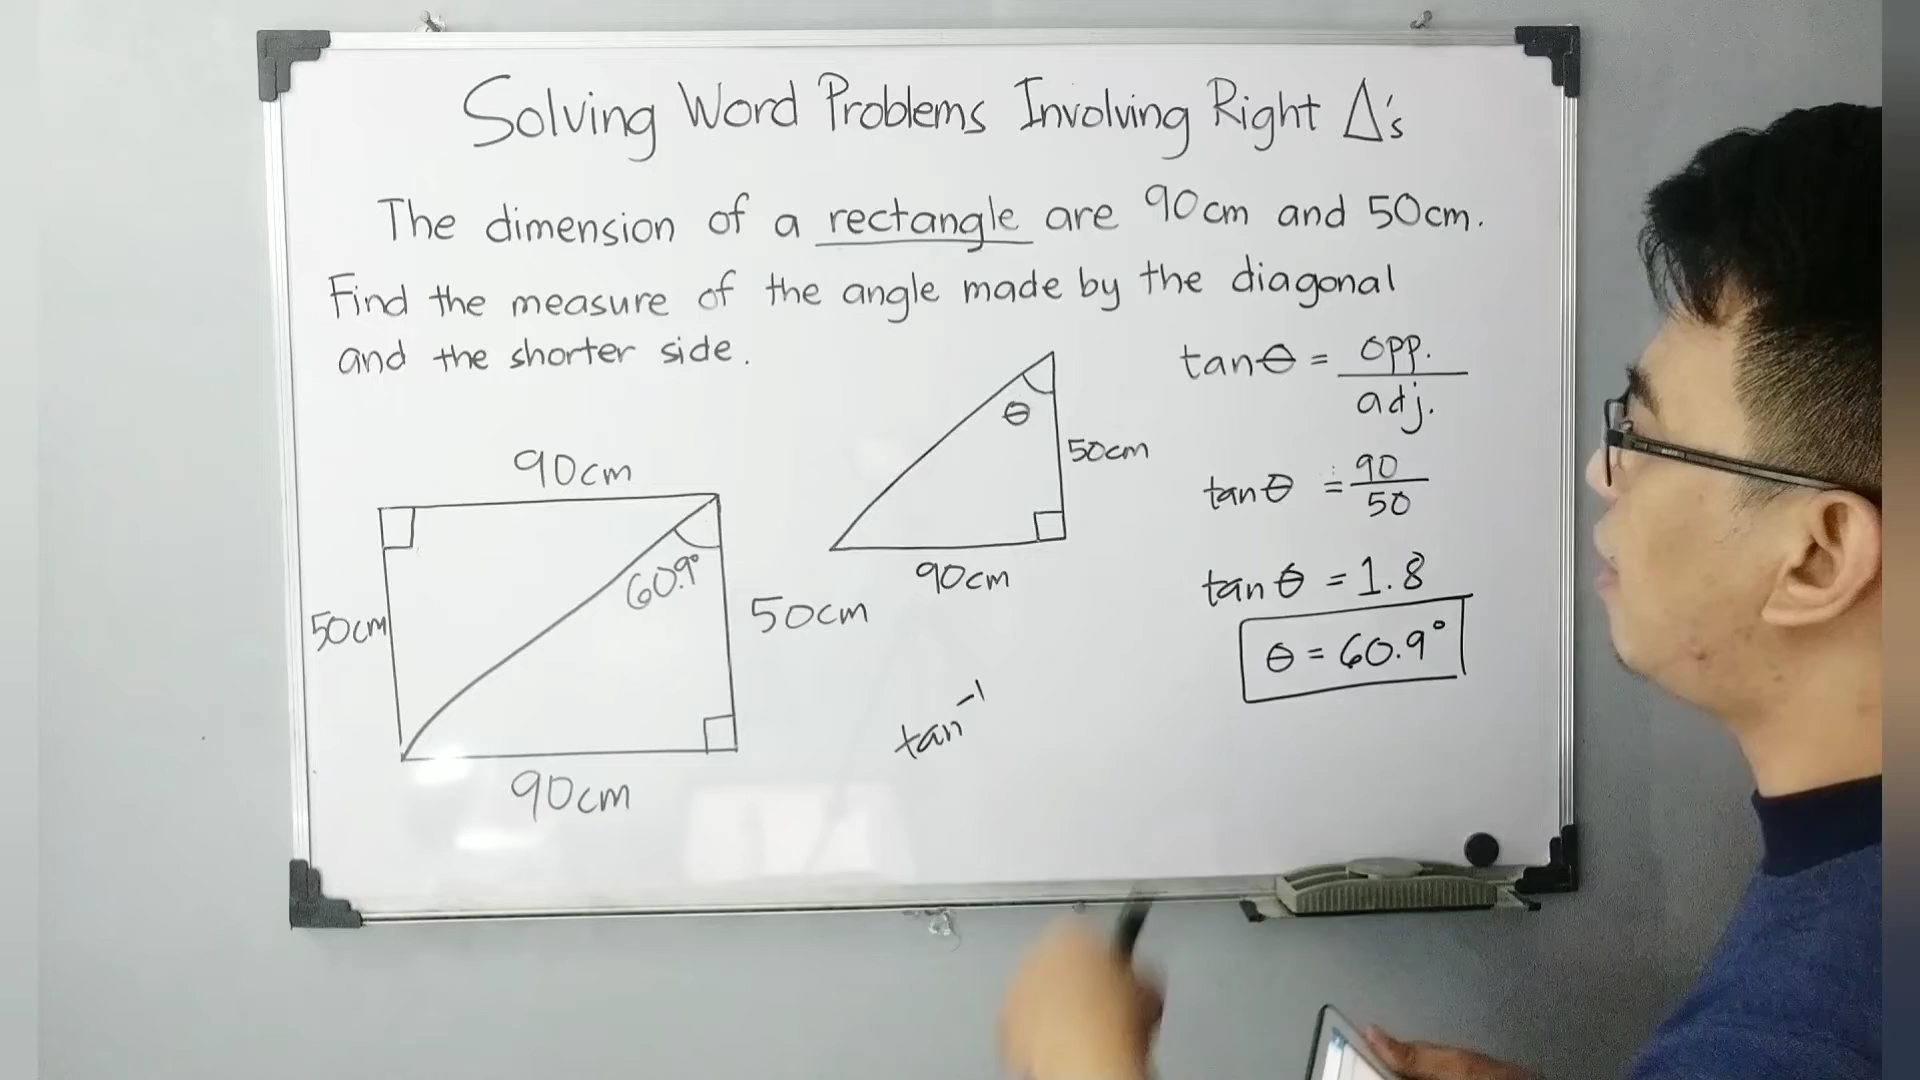 Solving Word Problems Involving Right Δ's
The dimension of a rectangle are 90cm and 50cm.
Find the measure of the angle made by the diagonal
and the shorter side.
90cm
50cm
60.9°
50cm
90cm
θ
50cm
90cm
tan⁻¹
tanθ = opp. / adj.
tanθ = 90 / 50
tanθ = 1.8
θ = 60.9°